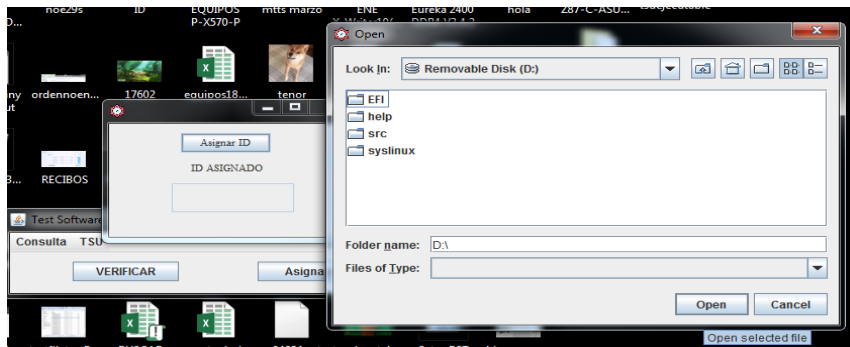 noe29s
ID
EQUIPOS
P-X570-P
mtts marzo
ENE
Eureka 2400
hola
Z87-C-ASU...
Open
Look In:
Removable Disk (D:)
EFI
help
src
syslinux
ordennoen...
17602
equipos18...
tenor
Asignar ID
ID ASIGNADO
RECIBOS
Test Software
Consulta TSU
VERIFICAR
Asigna
Folder name:
D:\
Files of Type:
Open
Cancel
Open selected file